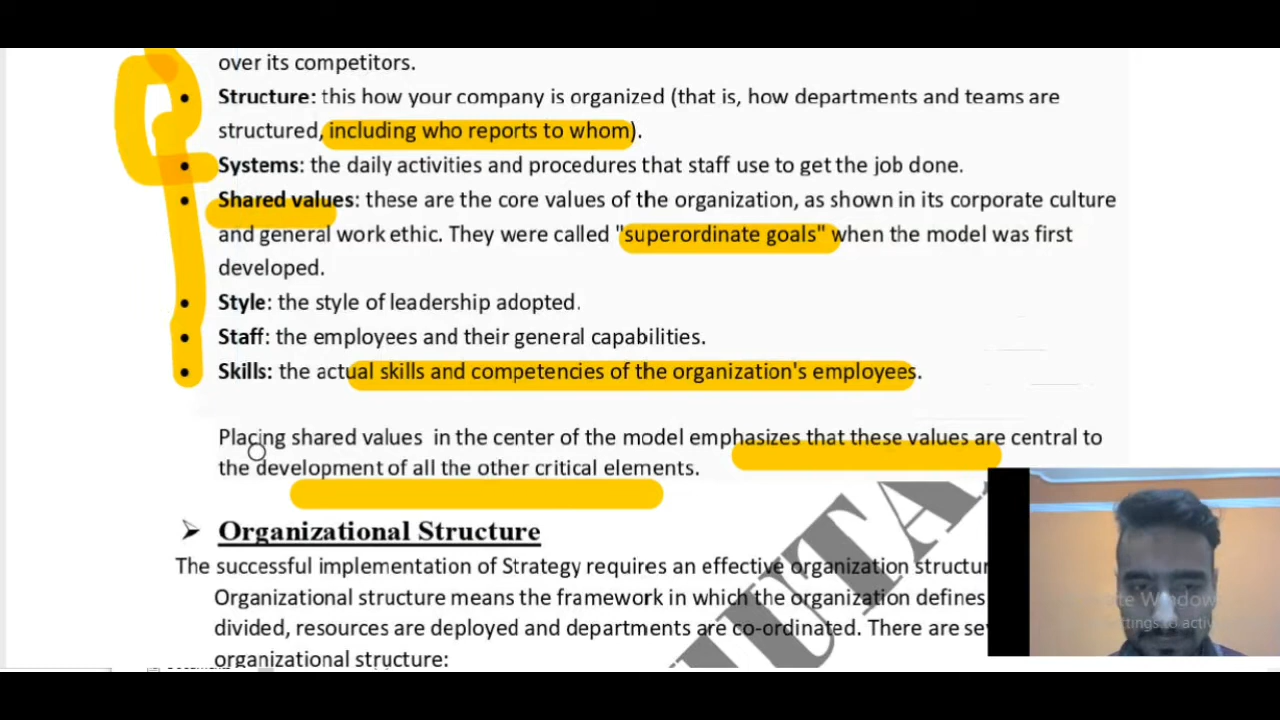 over its competitors.
• Structure: this how your company is organized (that is, how departments and teams are
structured, including who reports to whom).
• Systems: the daily activities and procedures that staff use to get the job done.
• Shared values: these are the core values of the organization, as shown in its corporate culture
and general work ethic. They were called "superordinate goals" when the model was first
developed.
• Style: the style of leadership adopted.
• Staff: the employees and their general capabilities.
• Skills: the actual skills and competencies of the organization's employees.
Placing shared values in the center of the model emphasizes that these values are central to
the development of all the other critical elements.
➢ Organizational Structure
The successful implementation of Strategy requires an effective organization
Organizational structure means the framework in which the organization defines
divided, resources are deployed and departments are co-ordinated. There are
organizational structure: